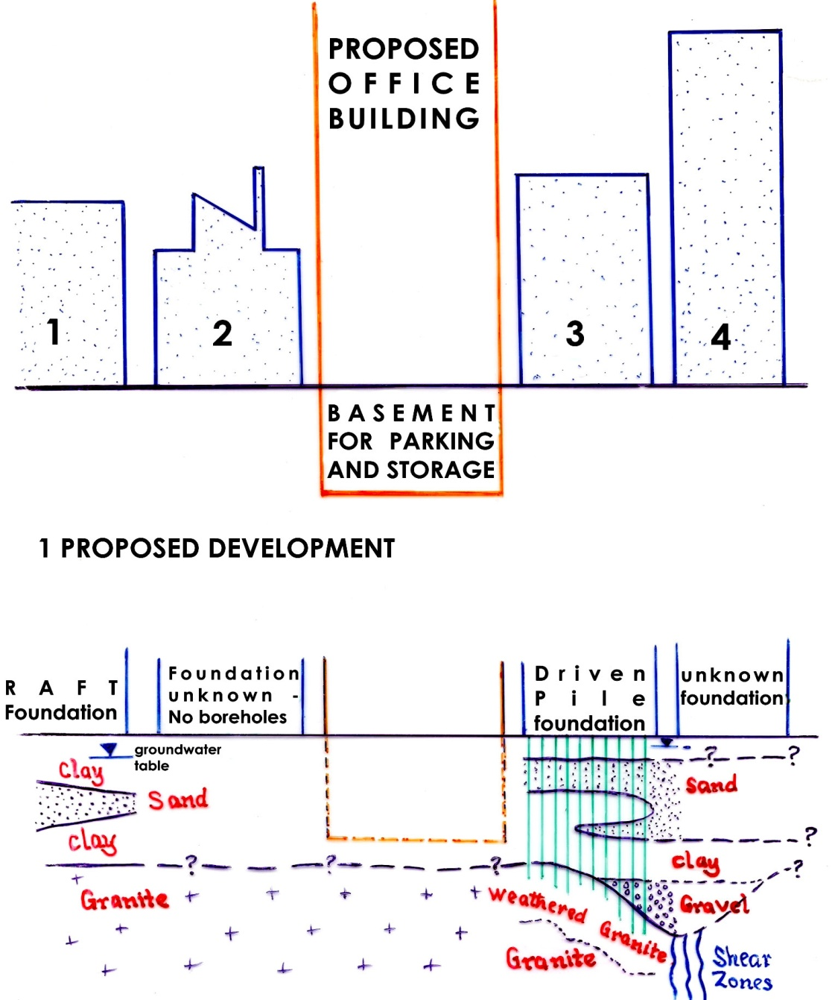 PROPOSED
OFFICE
BUILDING
1
2
3
4
BASEMENT
FOR PARKING
AND STORAGE
1 PROPOSED DEVELOPMENT
RAFT
Foundation
Foundation
unknown -
No boreholes
Driven
Pile
foundation
unknown
foundation
groundwater
table
clay
Sand
clay
?
?
Sand
?
clay
?
?
?
?
Granite
Weathered
Granite
Gravel
Granite
Shear
Zones